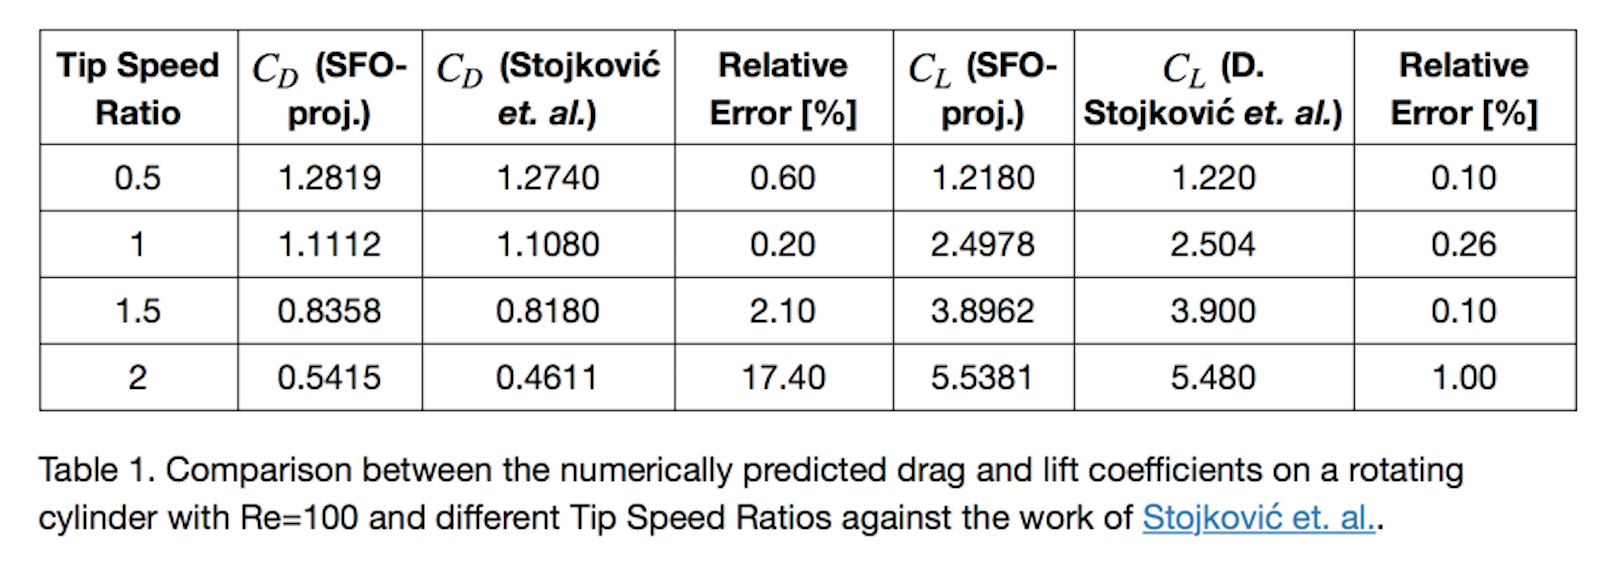 Tip Speed Ratio | C_D (SFO-proj.) | C_D (Stojković et. al.) | Relative Error [%] | C_L (SFO-proj.) | C_L (D. Stojković et. al.) | Relative Error [%]
0.5 | 1.2819 | 1.2740 | 0.60 | 1.2180 | 1.220 | 0.10
1 | 1.1112 | 1.1080 | 0.20 | 2.4978 | 2.504 | 0.26
1.5 | 0.8358 | 0.8180 | 2.10 | 3.8962 | 3.900 | 0.10
2 | 0.5415 | 0.4611 | 17.40 | 5.5381 | 5.480 | 1.00
Table 1. Comparison between the numerically predicted drag and lift coefficients on a rotating
cylinder with Re=100 and different Tip Speed Ratios against the work of Stojković et. al..